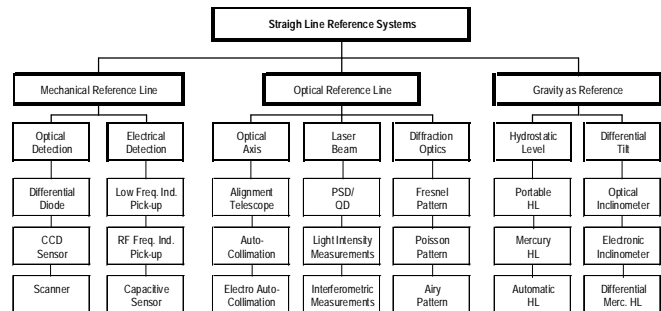 Straigh Line Reference Systems
Mechanical Reference Line
Optical Reference Line
Gravity as Reference
Optical
Detection
Electrical
Detection
Optical
Axis
Laser
Beam
Diffraction
Optics
Hydrostatic
Level
Differential
Tilt
Differential
Diode
Low Freq. Ind.
Pick-up
Alignment
Telescope
PSD/
QD
Fresnel
Pattern
Portable
HL
Optical
Inclinometer
CCD
Sensor
RF Freq. Ind.
Pick-up
Auto-
Collimation
Light Intensity
Measurements
Poisson
Pattern
Mercury
HL
Electronic
Inclinometer
Scanner
Capacitive
Sensor
Electro Auto-
Collimation
Interferometric
Measurements
Airy
Pattern
Automatic
HL
Differential
Merc. HL